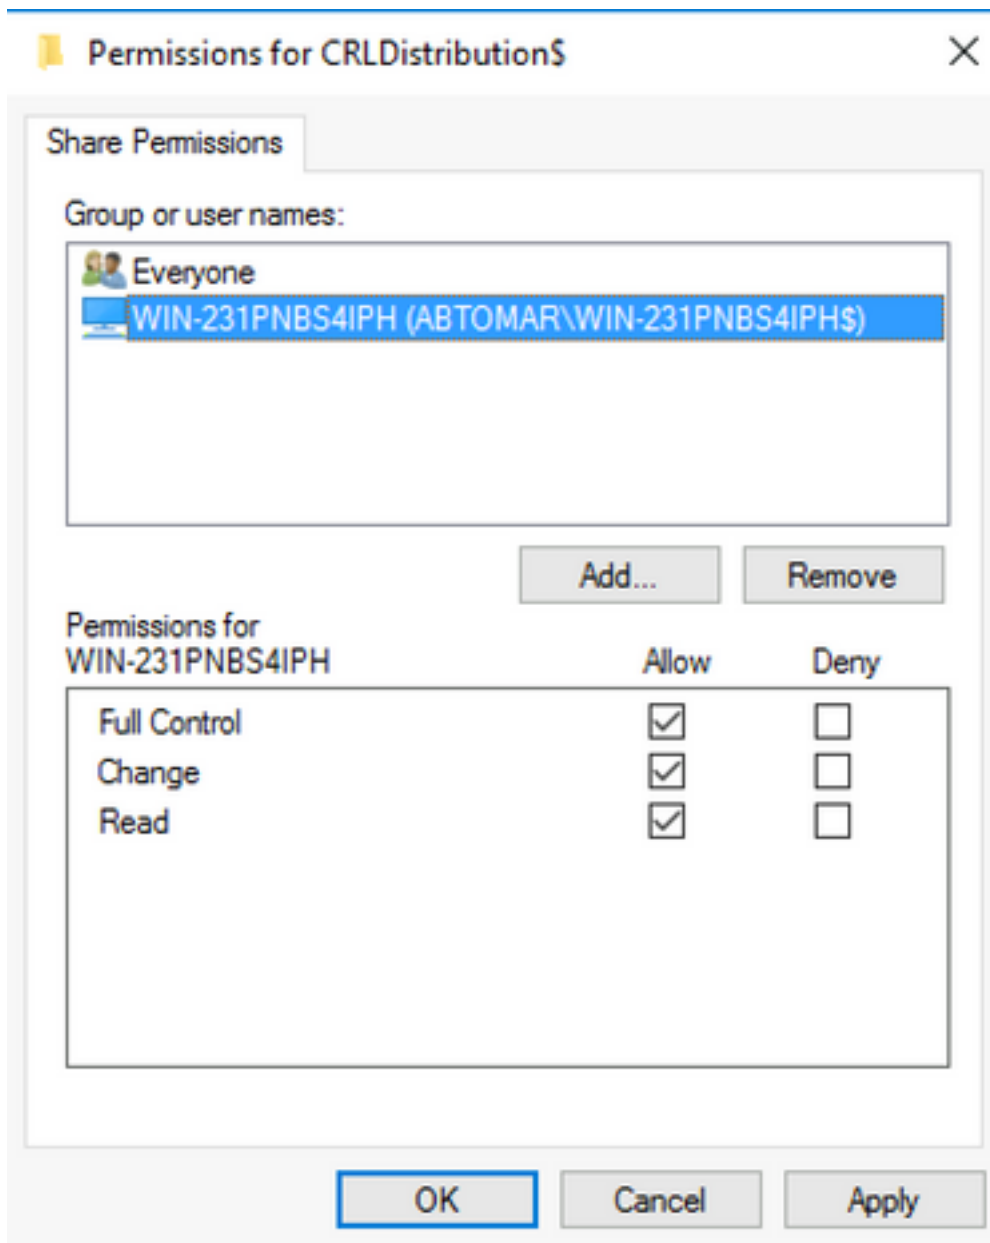 Permissions for CRLDistribution$
Share Permissions
Group or user names:
Everyone
WIN-231PNBS4IPH (ABTOMAR\WIN-231PNBS4IPH$)
Add... Remove
Permissions for
WIN-231PNBS4IPH Allow Deny
Full Control
Change
Read
OK Cancel Apply